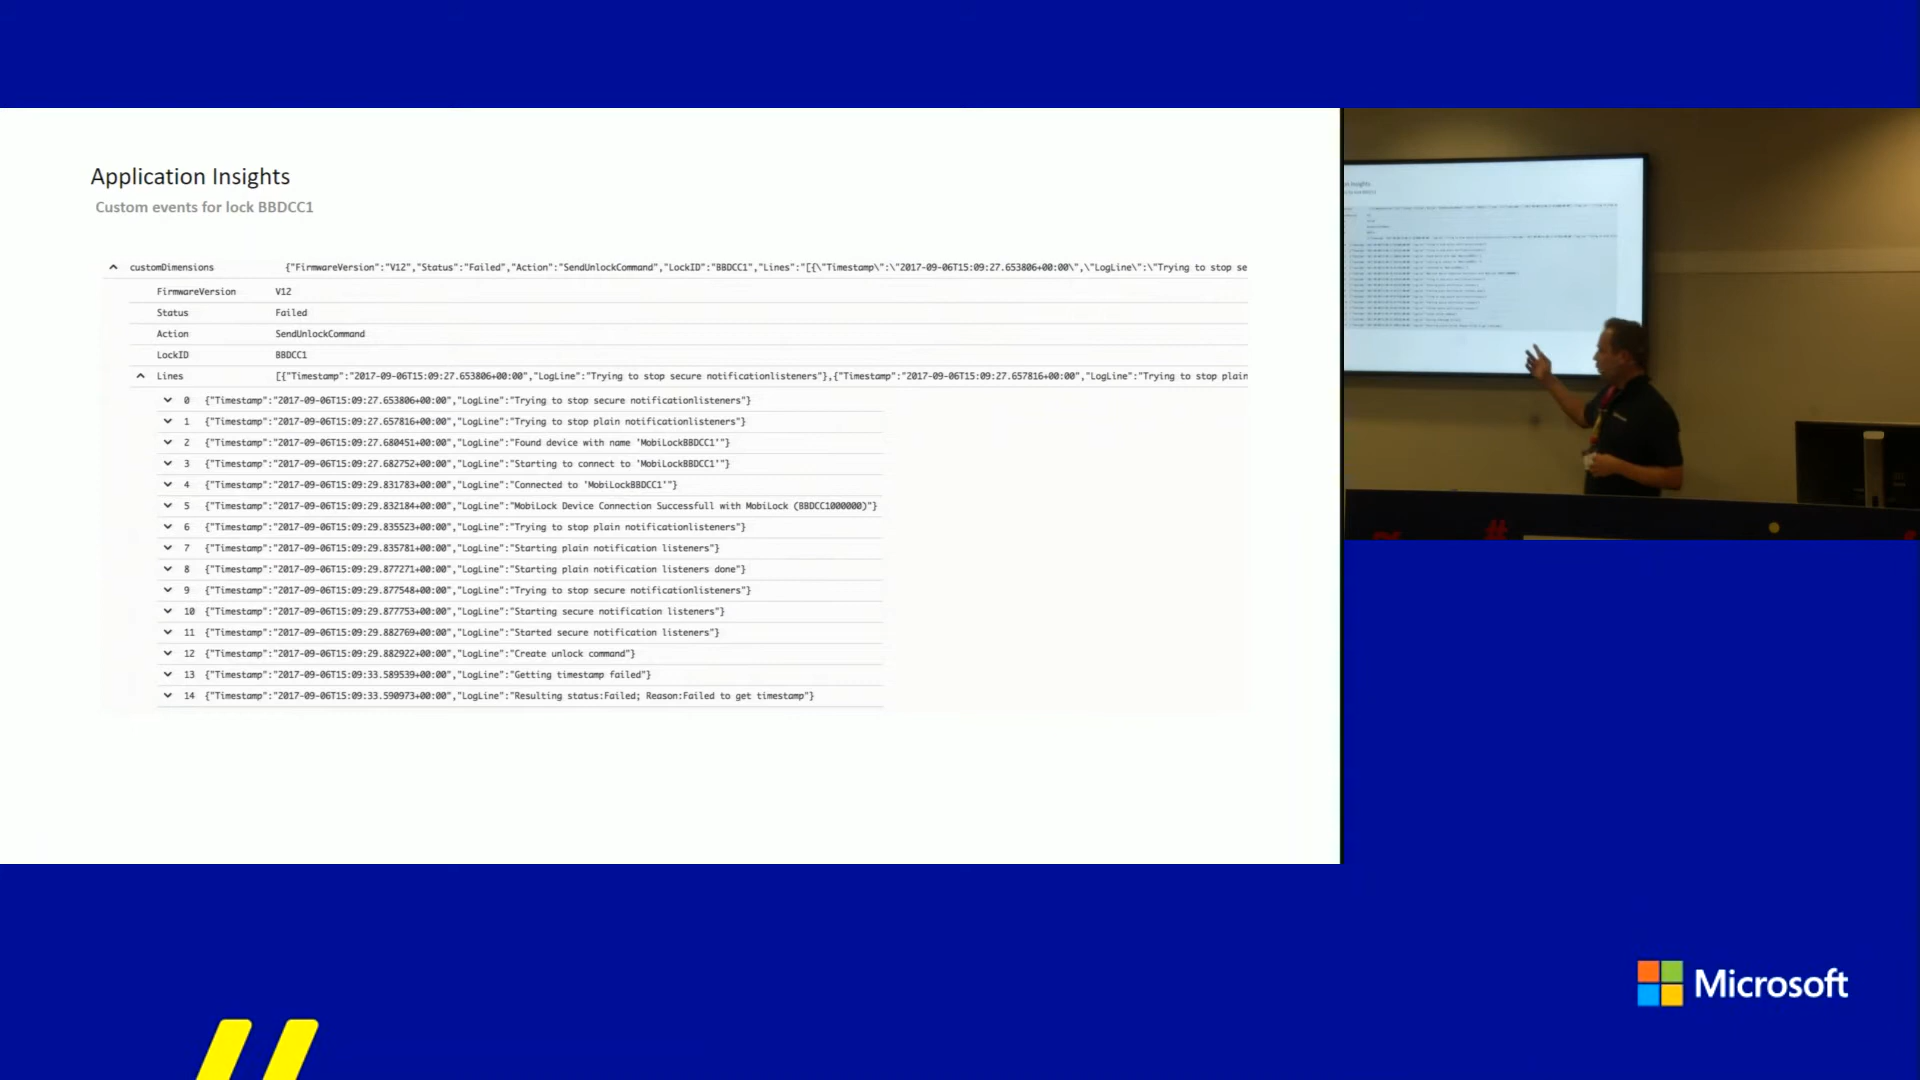 Application Insights
Custom events for lock BBDCC1
customDimensions {"FirmwareVersion":"V12","Status":"Failed","Action":"SendUnlockCommand","LockID":"BBDCC1","Lines":"[{\"Timestamp\":\"2017-09-06T15:09:27.653806+00:00\",\"LogLine\":\"Trying to stop se
FirmwareVersion V12
Status Failed
Action SendUnlockCommand
LockID BBDCC1
Lines [{"Timestamp":"2017-09-06T15:09:27.653806+00:00","LogLine":"Trying to stop secure notificationlisteners"},{"Timestamp":"2017-09-06T15:09:27.657816+00:00","LogLine":"Trying to stop plain
0 {"Timestamp":"2017-09-06T15:09:27.653806+00:00","LogLine":"Trying to stop secure notificationlisteners"}
1 {"Timestamp":"2017-09-06T15:09:27.657816+00:00","LogLine":"Trying to stop plain notificationlisteners"}
2 {"Timestamp":"2017-09-06T15:09:27.680451+00:00","LogLine":"Found device with name 'MobiLockBBDCC1'"}
3 {"Timestamp":"2017-09-06T15:09:27.682752+00:00","LogLine":"Starting to connect to 'MobiLockBBDCC1'"}
4 {"Timestamp":"2017-09-06T15:09:29.831783+00:00","LogLine":"Connected to 'MobiLockBBDCC1'"}
5 {"Timestamp":"2017-09-06T15:09:29.832184+00:00","LogLine":"MobiLock Device Connection Successfull with MobiLock (BBDCC1000000)"}
6 {"Timestamp":"2017-09-06T15:09:29.835523+00:00","LogLine":"Trying to stop plain notificationlisteners"}
7 {"Timestamp":"2017-09-06T15:09:29.835781+00:00","LogLine":"Starting plain notification listeners"}
8 {"Timestamp":"2017-09-06T15:09:29.877271+00:00","LogLine":"Starting plain notification listeners done"}
9 {"Timestamp":"2017-09-06T15:09:29.877548+00:00","LogLine":"Trying to stop secure notificationlisteners"}
10 {"Timestamp":"2017-09-06T15:09:29.877753+00:00","LogLine":"Starting secure notification listeners"}
11 {"Timestamp":"2017-09-06T15:09:29.882769+00:00","LogLine":"Started secure notification listeners"}
12 {"Timestamp":"2017-09-06T15:09:29.882922+00:00","LogLine":"Create unlock command"}
13 {"Timestamp":"2017-09-06T15:09:33.589539+00:00","LogLine":"Getting timestamp failed"}
14 {"Timestamp":"2017-09-06T15:09:33.590973+00:00","LogLine":"Resulting status:Failed; Reason:Failed to get timestamp"}
Microsoft